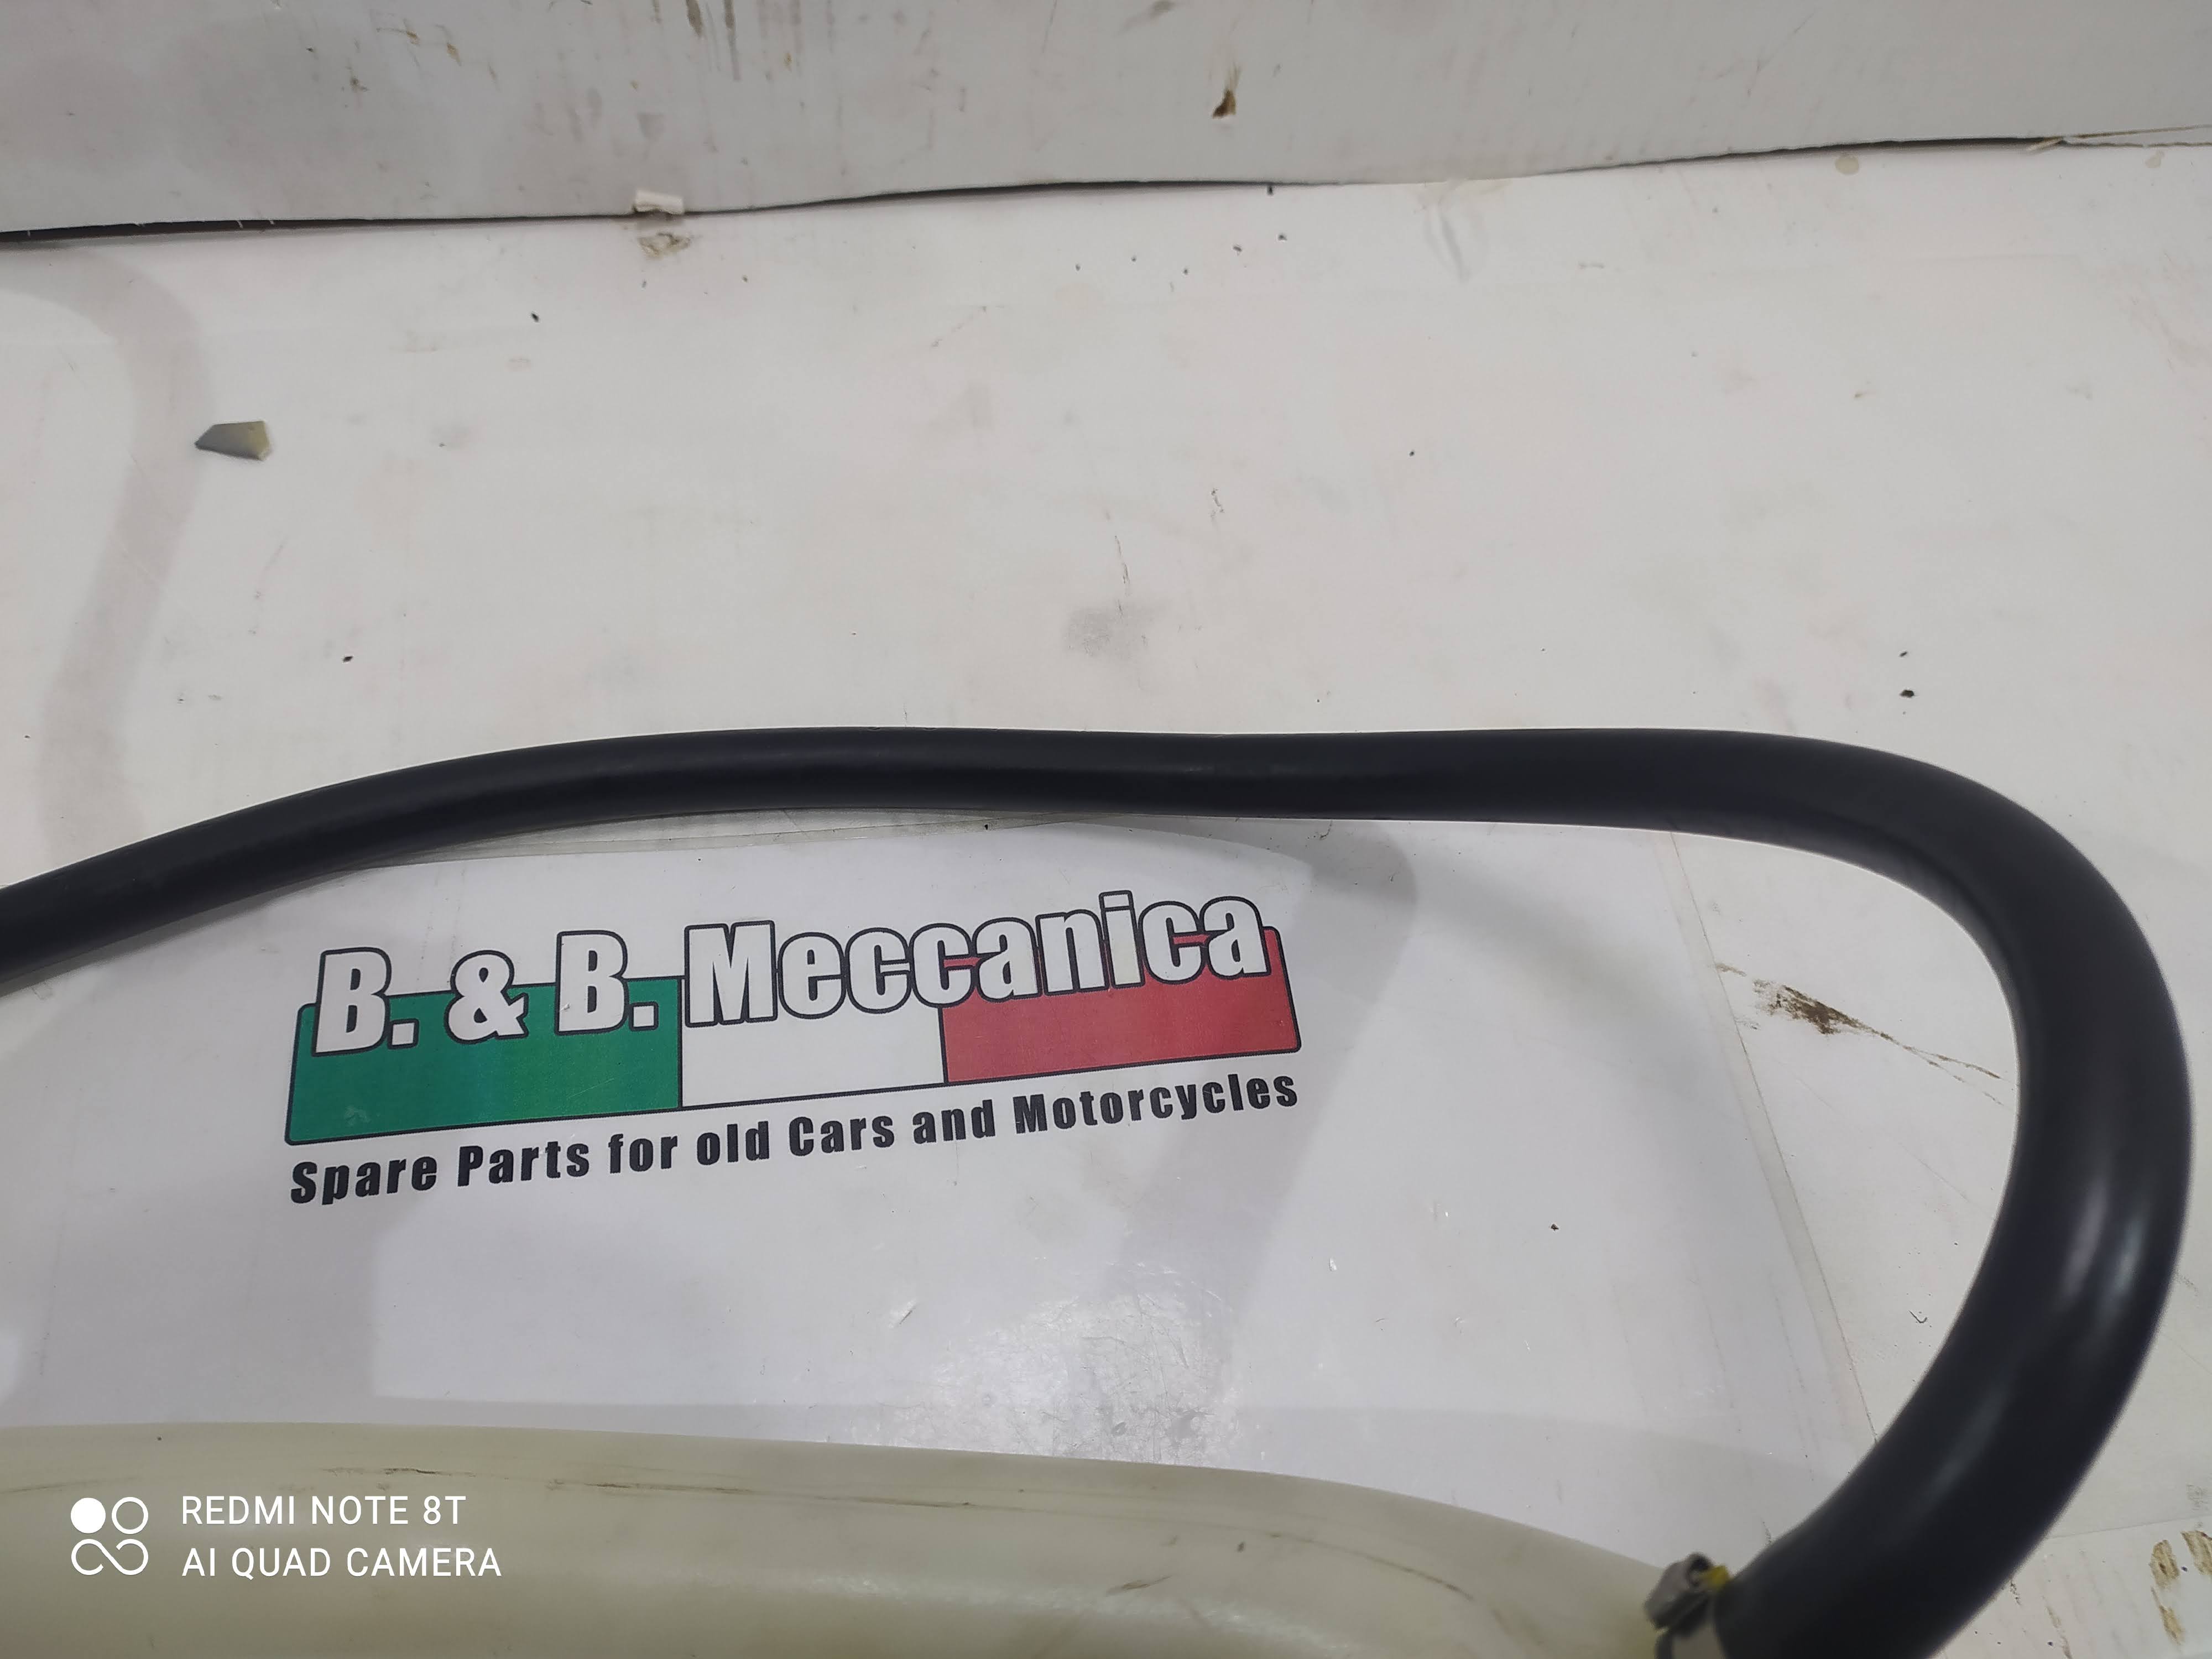 B. & B. Meccanica
Spare Parts for old Cars and Motorcycles
REDMI NOTE 8T
AI QUAD CAMERA